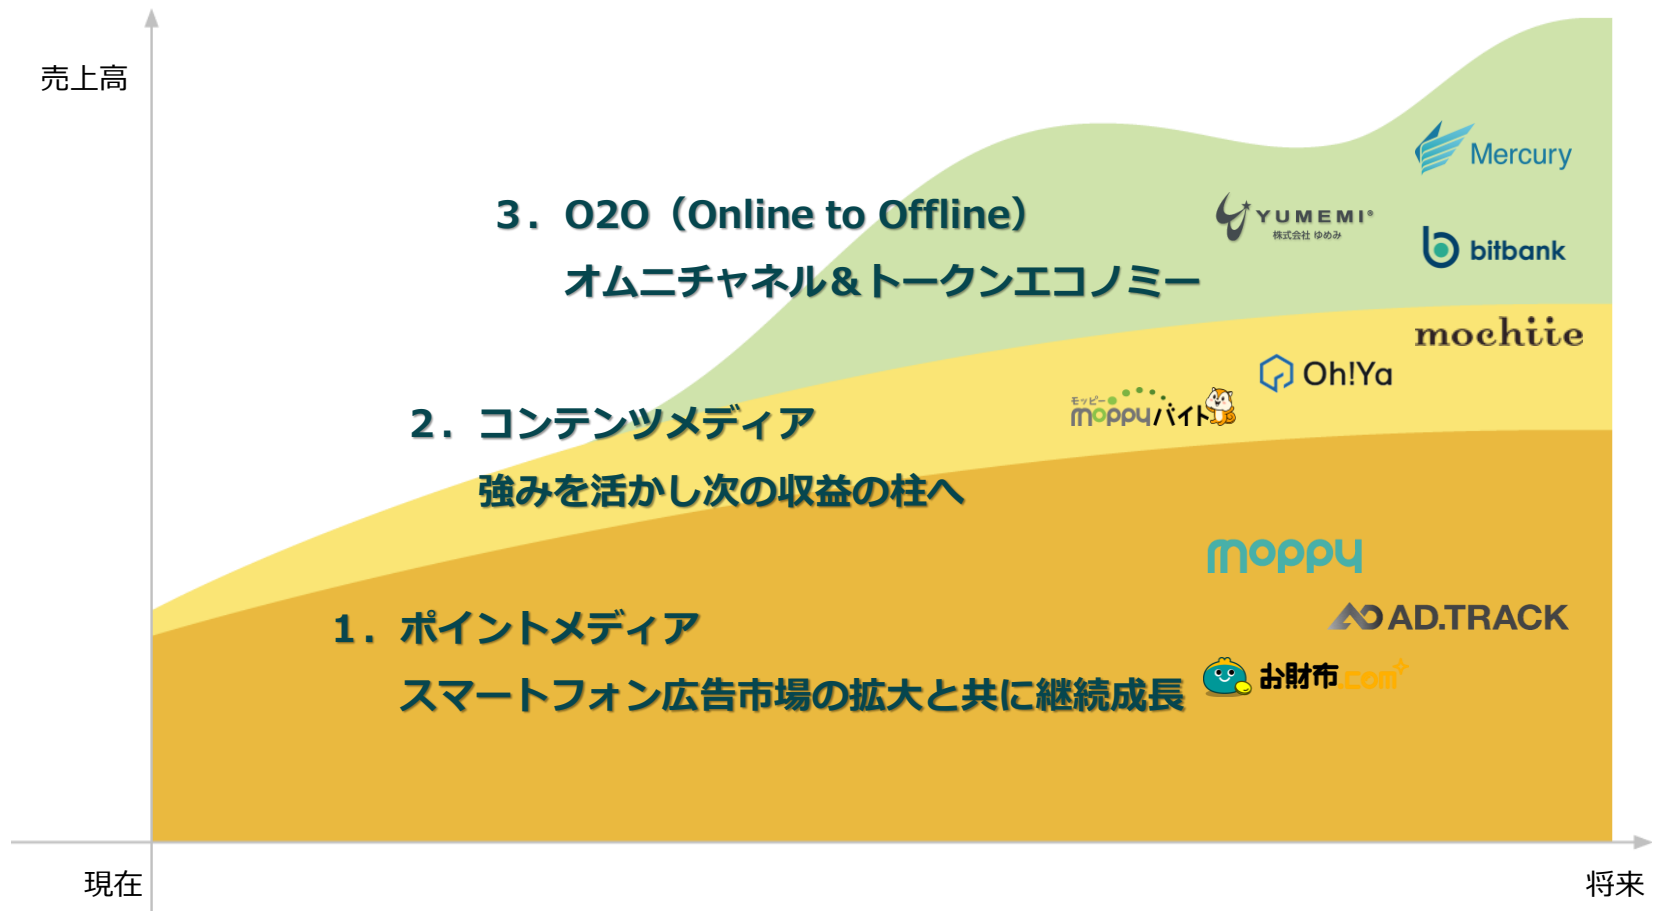 売上高
Mercury
YUMEMI®
株式会社 ゆめみ
bitbank
３．O2O（Online to Offline）
オムニチャネル＆トークンエコノミー
mochiie
Oh!Ya
モッピー
moppyバイト
２．コンテンツメディア
強みを活かし次の収益の柱へ
moppy
AD.TRACK
お財布.com
１．ポイントメディア
スマートフォン広告市場の拡大と共に継続成長
現在
将来